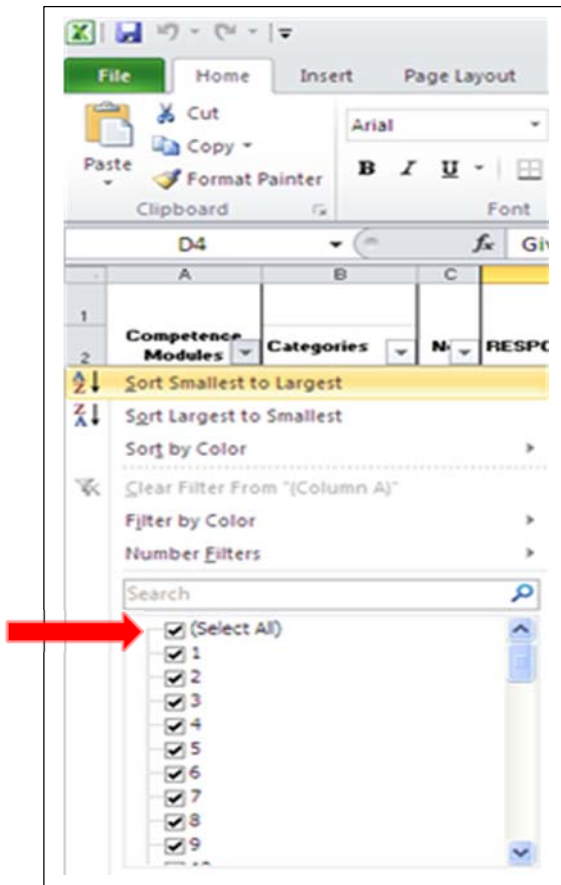 File Home Insert Page Layout
Cut
Copy
Paste
Format Painter
Clipboard
Arial
B I U
Font
D4 fx
A B C
1
2 Competence Modules Categories
Sort Smallest to Largest
Sort Largest to Smallest
Sort by Color
Clear Filter From "(Column A)"
Filter by Color
Number Filters
Search
(Select All)
1
2
3
4
5
6
7
8
9